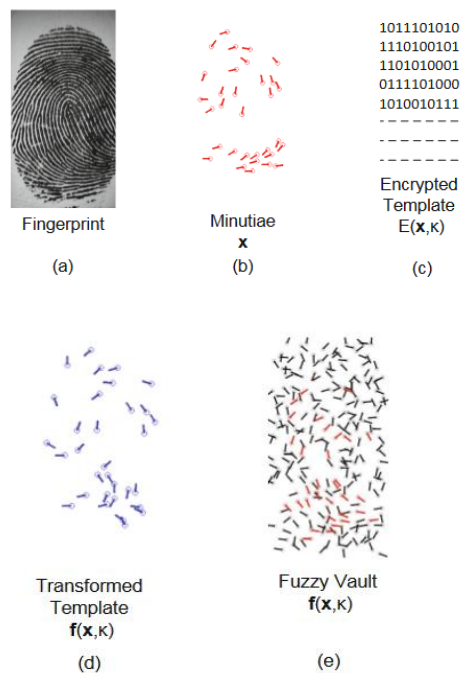 1011101010
1110100101
1101010001
0111101000
1010010111
– – – – – – –
– – – – – – –
– – – – – – –
Fingerprint
Minutiae
x
Encrypted
Template
E(x,κ)
(a)
(b)
(c)
Transformed
Template
f(x,κ)
Fuzzy Vault
f(x,κ)
(d)
(e)